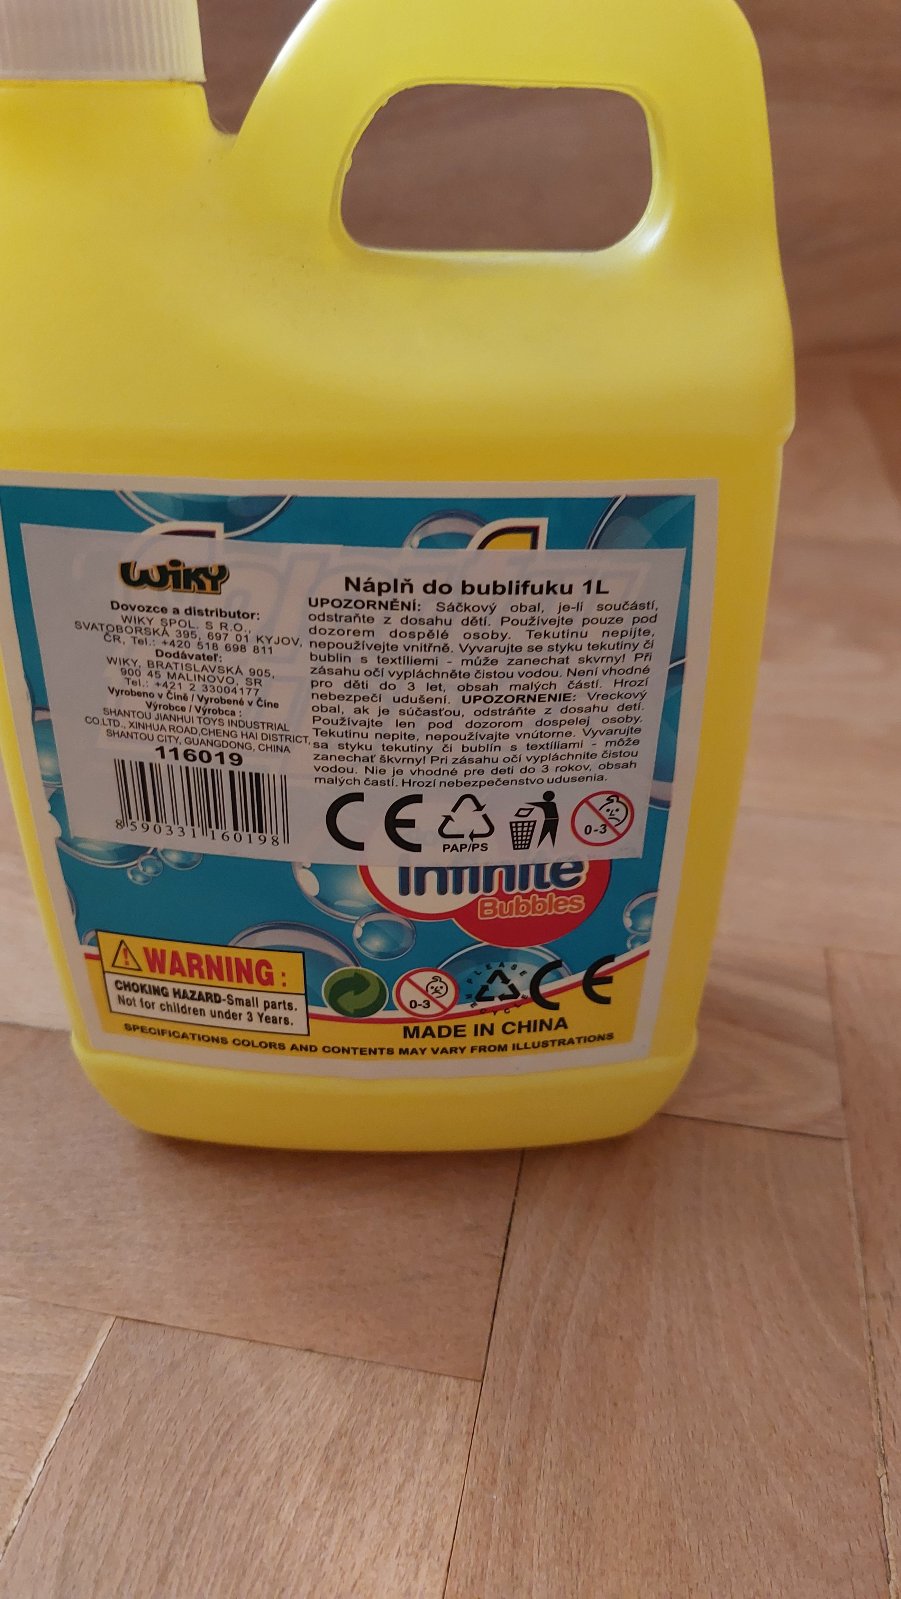 WiKY
Dovozce a distributor:
WIKY SPOL. S R.O.,
SVATOBORSKÁ 395, 697 01 KYJOV,
ČR, Tel.: +420 518 698 811
Dodávateľ:
WIKY, BRATISLAVSKÁ 905,
900 45 MALINOVO, SR
Tel.: +421 2 33004177
Vyrobeno v Číně / Vyrobené v Číne
Výrobce / Výrobca :
SHANTOU JIANHUI TOYS INDUSTRIAL
CO.LTD., XINHUA ROAD,CHENG HAI DISTRICT,
SHANTOU CITY, GUANGDONG, CHINA
116019
8 590331 160198
Náplň do bublifuku 1L
UPOZORNĚNÍ: Sáčkový obal, je-li součástí,
odstraňte z dosahu dětí. Používejte pouze pod
dozorem dospělé osoby. Tekutinu nepijte,
nepoužívejte vnitřně. Vyvarujte se styku tekutiny či
bublin s textiliemi - může zanechat skvrny! Při
zásahu očí vypláchněte čistou vodou. Není vhodné
pro děti do 3 let, obsah malých částí. Hrozí
nebezpečí udušení. UPOZORNENIE: Vreckový
obal, ak je súčasťou, odstráňte z dosahu detí.
Používajte len pod dozorom dospelej osoby.
Tekutinu nepite, nepoužívajte vnútorne. Vyvarujte
sa styku tekutiny či bublín s textíliami - môže
zanechať škvrny! Pri zásahu očí vypláchnite čistou
vodou. Nie je vhodné pre deti do 3 rokov, obsah
malých častí. Hrozí nebezpečenstvo udusenia.
CE
PAP/PS
0-3
Infinite
Bubbles
WARNING:
CHOKING HAZARD-Small parts.
Not for children under 3 Years.
0-3
PLEASE
CE
MADE IN CHINA
SPECIFICATIONS COLORS AND CONTENTS MAY VARY FROM ILLUSTRATIONS